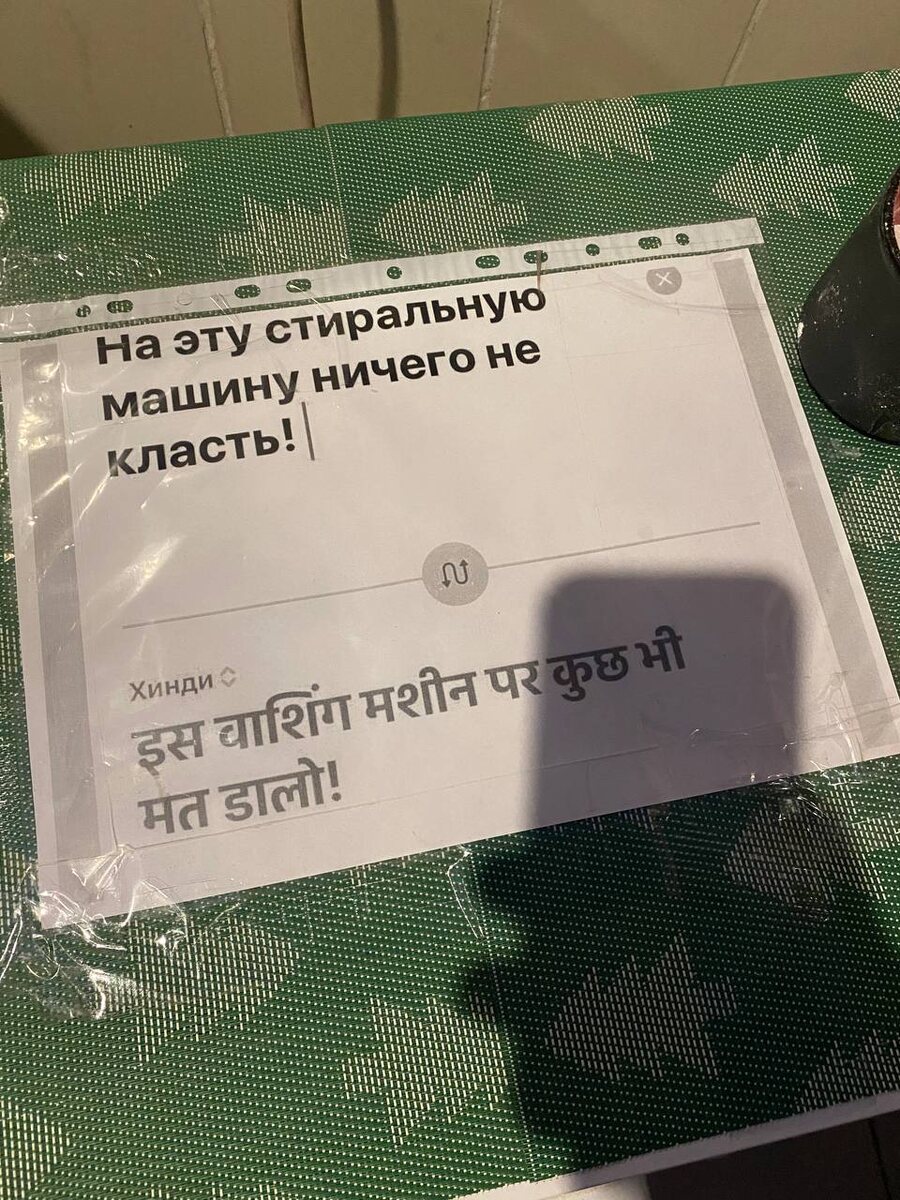 На эту стиральную
машину ничего не
класть!
Хинди
इस वाशिंग मशीन पर कुछ भी
मत डालो!